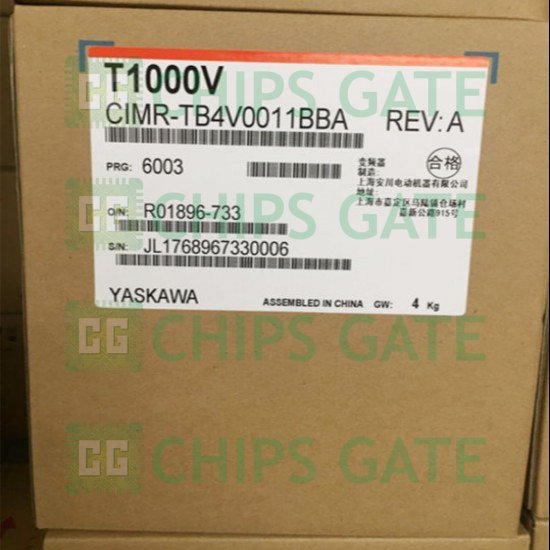 T1000V
CIMR-TB4V0011BBA
REV: A
PRG: 6003
变频器
制造:
上海安川电动机器有限公司
地址:
上海市嘉定区马陆镇仓场村
嘉新公路915号
合格
O/N: R01896-733
S/N: JL1768967330006
YASKAWA
ASSEMBLED IN CHINA GW: 4 Kg
CG CHIPS GATE
CG CHIPS GATE
CG CHIPS GATE
CG CHIPS GATE